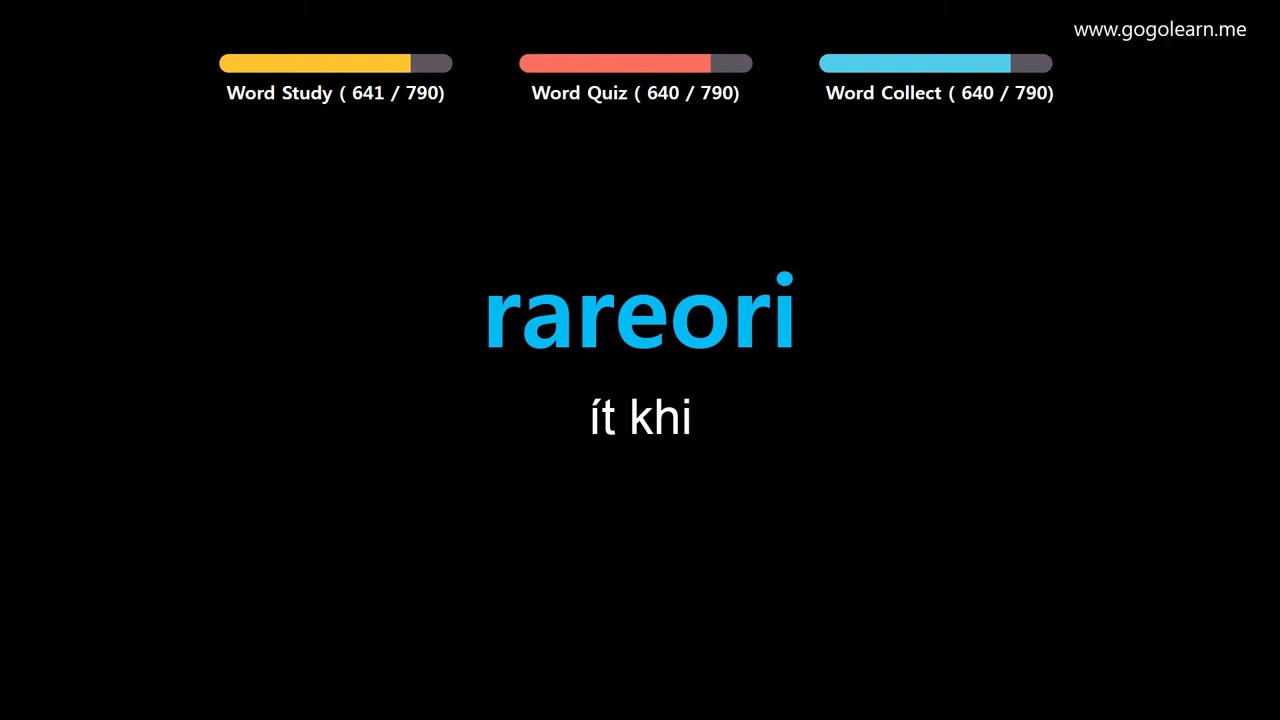 www.gogolearn.me
Word Study ( 641 / 790)
Word Quiz ( 640 / 790)
Word Collect ( 640 / 790)
rareori
ít khi